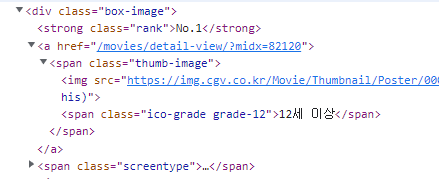 <div class="box-image">
<strong class="rank">No.1</strong>
<a href="/movies/detail-view/?midx=82120">
<span class="thumb-image">
<img src="https://img.cgv.co.kr/Movie/Thumbnail/Poster/00
his)">
<span class="ico-grade grade-12">12세 이상</span>
</span>
</a>
<span class="screentype">…</span>